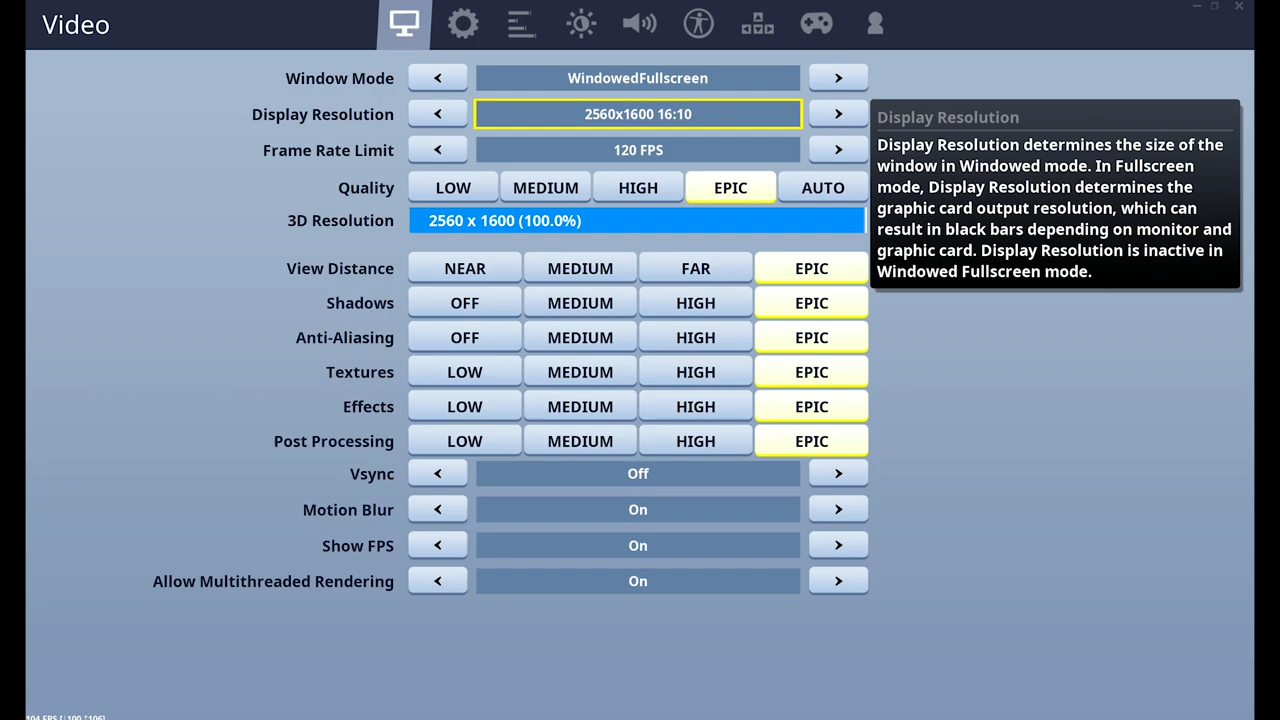 Video
Window Mode < WindowedFullscreen >
Display Resolution < 2560x1600 16:10 >
Frame Rate Limit < 120 FPS >
Quality LOW MEDIUM HIGH EPIC AUTO
3D Resolution 2560 x 1600 (100.0%)
View Distance NEAR MEDIUM FAR EPIC
Shadows OFF MEDIUM HIGH EPIC
Anti-Aliasing OFF MEDIUM HIGH EPIC
Textures LOW MEDIUM HIGH EPIC
Effects LOW MEDIUM HIGH EPIC
Post Processing LOW MEDIUM HIGH EPIC
Vsync < Off >
Motion Blur < On >
Show FPS < On >
Allow Multithreaded Rendering < On >
Display Resolution
Display Resolution determines the size of the
window in Windowed mode. In Fullscreen
mode, Display Resolution determines the
graphic card output resolution, which can
result in black bars depending on monitor and
graphic card. Display Resolution is inactive in
Windowed Fullscreen mode.
104 FPS